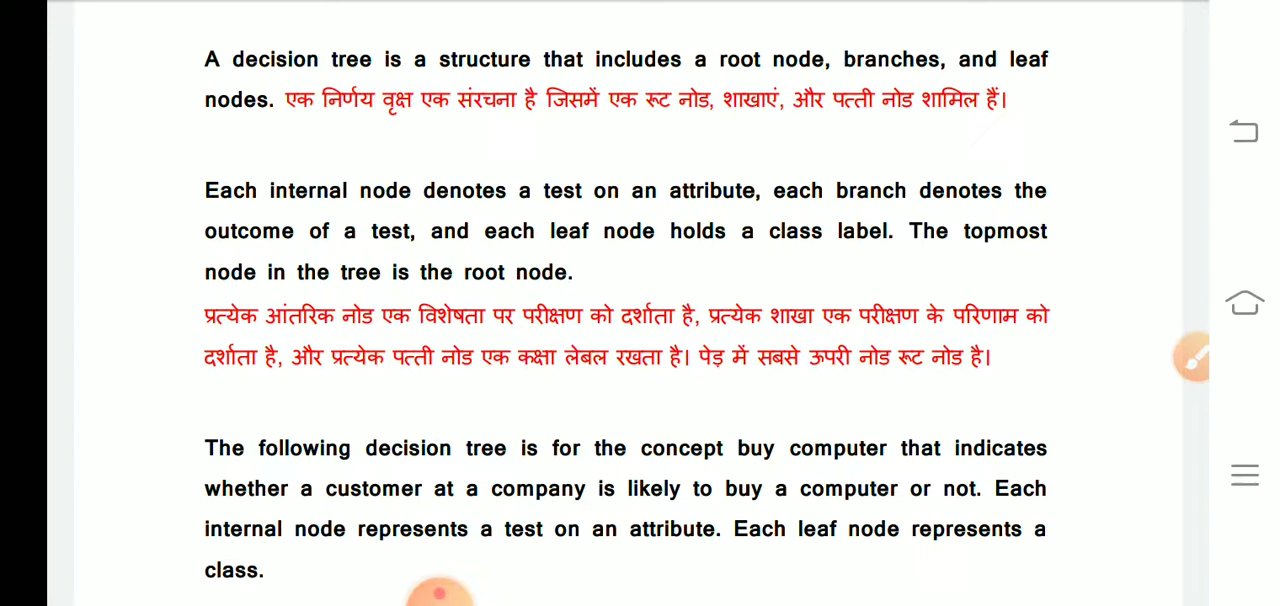 A decision tree is a structure that includes a root node, branches, and leaf
nodes. एक निर्णय वृक्ष एक संरचना है जिसमें एक रूट नोड, शाखाएं, और पत्ती नोड शामिल हैं।
Each internal node denotes a test on an attribute, each branch denotes the
outcome of a test, and each leaf node holds a class label. The topmost
node in the tree is the root node.
प्रत्येक आंतरिक नोड एक विशेषता पर परीक्षण को दर्शाता है, प्रत्येक शाखा एक परीक्षण के परिणाम को
दर्शाता है, और प्रत्येक पत्ती नोड एक कक्षा लेबल रखता है। पेड़ में सबसे ऊपरी नोड रूट नोड है।
The following decision tree is for the concept buy computer that indicates
whether a customer at a company is likely to buy a computer or not. Each
internal node represents a test on an attribute. Each leaf node represents a
class.